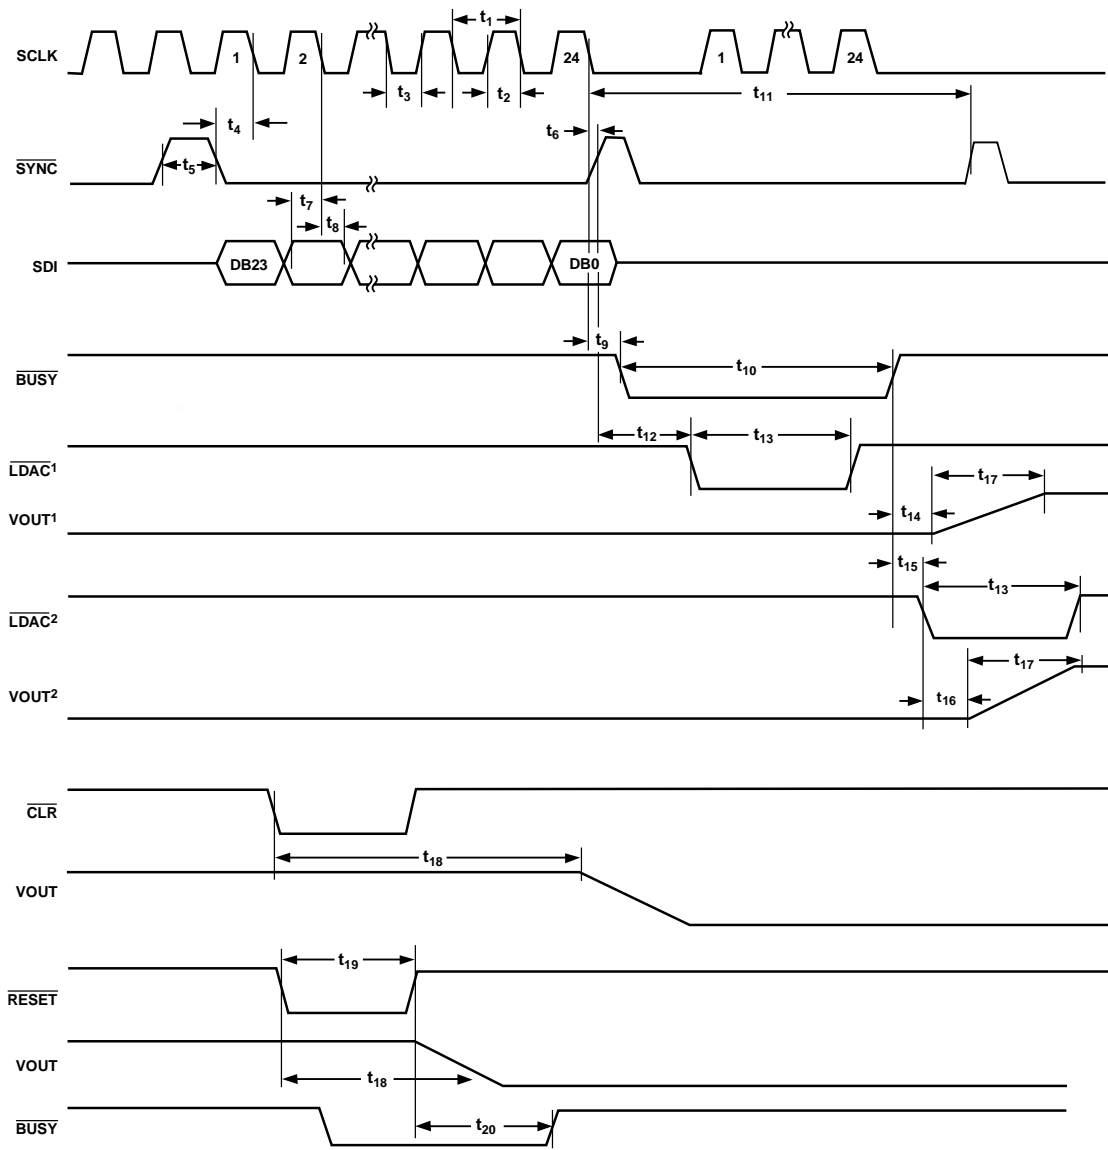 t1
SCLK
1
2
24
1
24
t3
t2
t11
t4
t6
SYNC
t5
t7
t8
SDI
DB23
DB0
t9
BUSY
t10
t12
t13
LDAC1
t17
VOUT1
t14
t15
t13
LDAC2
t17
VOUT2
t16
CLR
t18
VOUT
t19
RESET
VOUT
t18
t20
BUSY